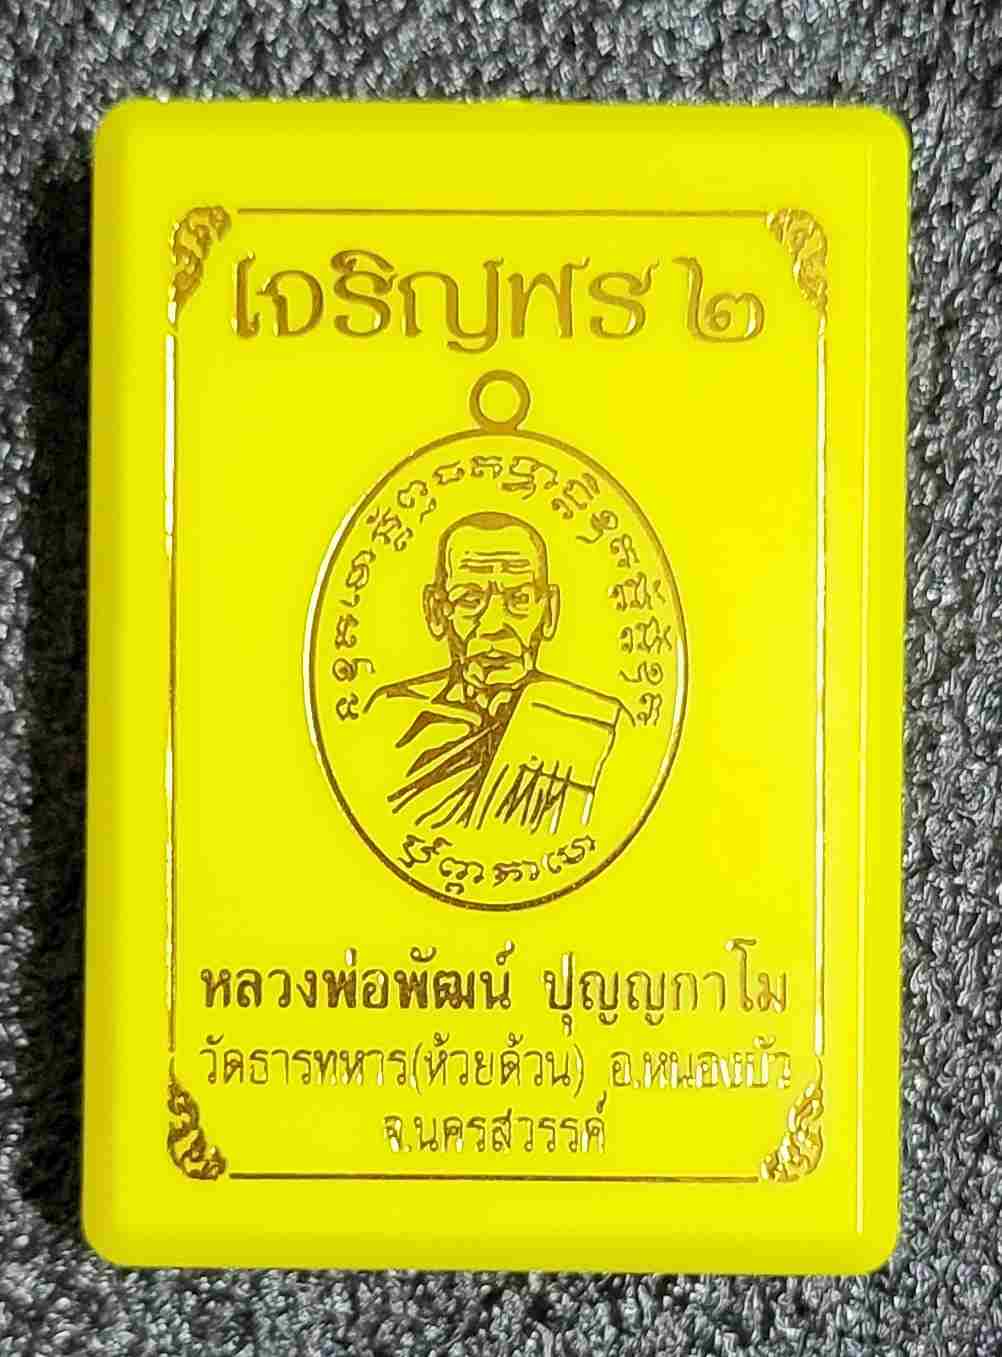 เจริญพร ๒
หลวงพ่อพัฒน์ ปุญญกาโม
วัดธารทหาร(ห้วยด้วน) อ.หนองบัว
จ.นครสวรรค์